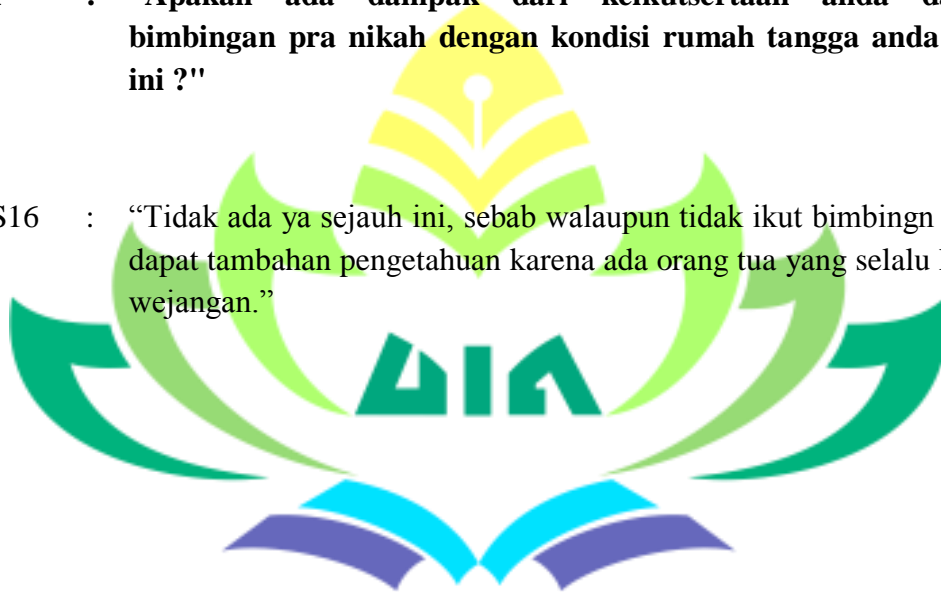 : "Apakah ada dampak dari keikutsertaan anda
bimbingan pra nikah dengan kondisi rumah tangga anda
ini ?"
S16 : “Tidak ada ya sejauh ini, sebab walaupun tidak ikut bimbingn
dapat tambahan pengetahuan karena ada orang tua yang selalu
wejangan.”
UIN